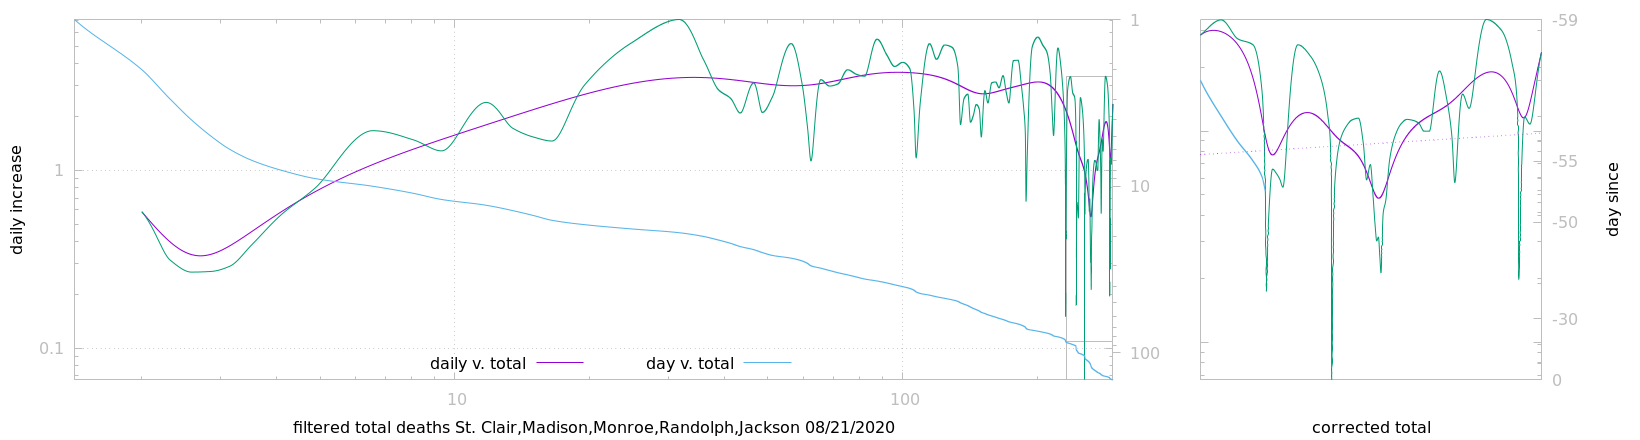 daily increase
1
0.1
daily v. total
day v. total
10
100
1
10
100
filtered total deaths St. Clair,Madison,Monroe,Randolph,Jackson 08/21/2020
-59
-55
-50
-30
0
day since
corrected total